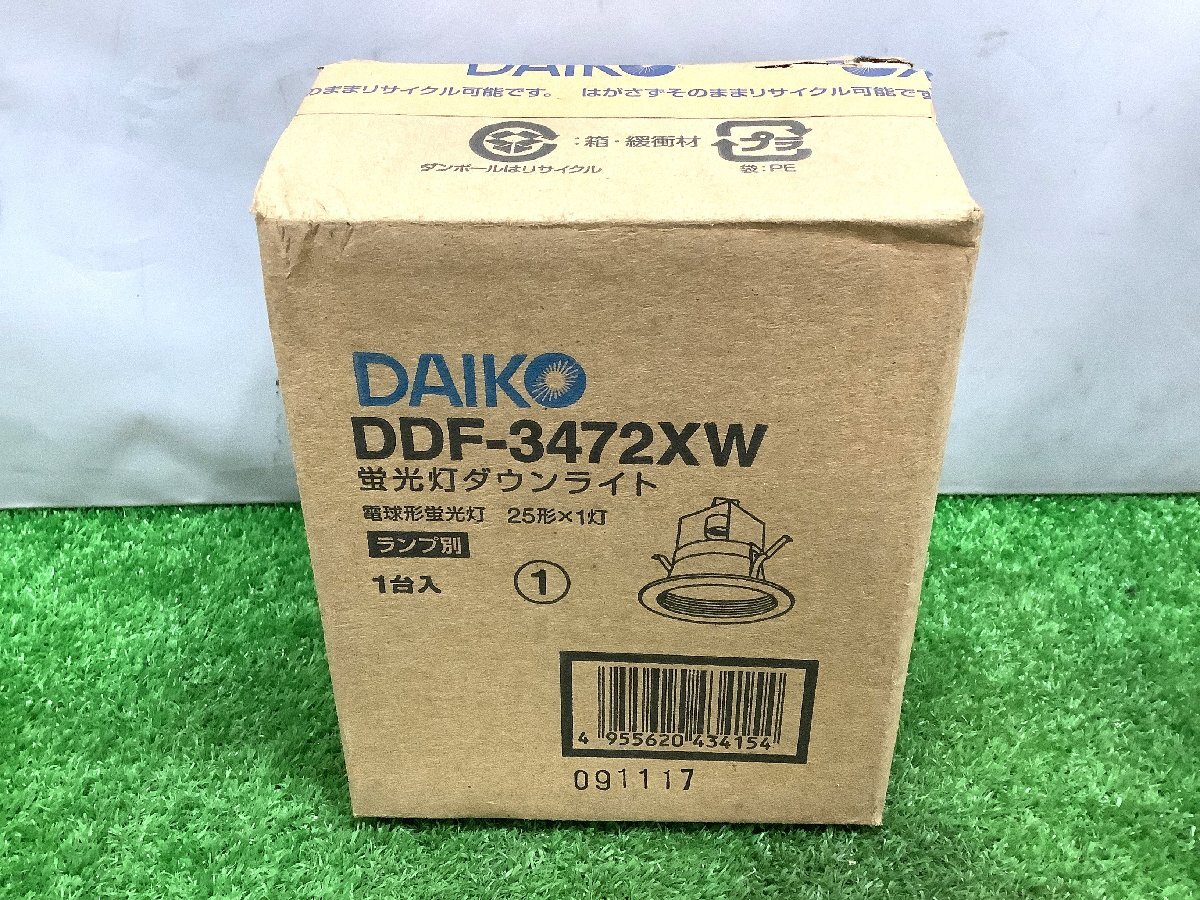 DAIKO
のままリサイクル可能です。 はがさずそのままリサイクル可能です
:箱・緩衝材 プラ
ダンボールはリサイクル 袋:PE
DAIKO
DDF-3472XW
蛍光灯ダウンライト
電球形蛍光灯 25形×1灯
ランプ別
1台入 ①
4 955620 434154
091117